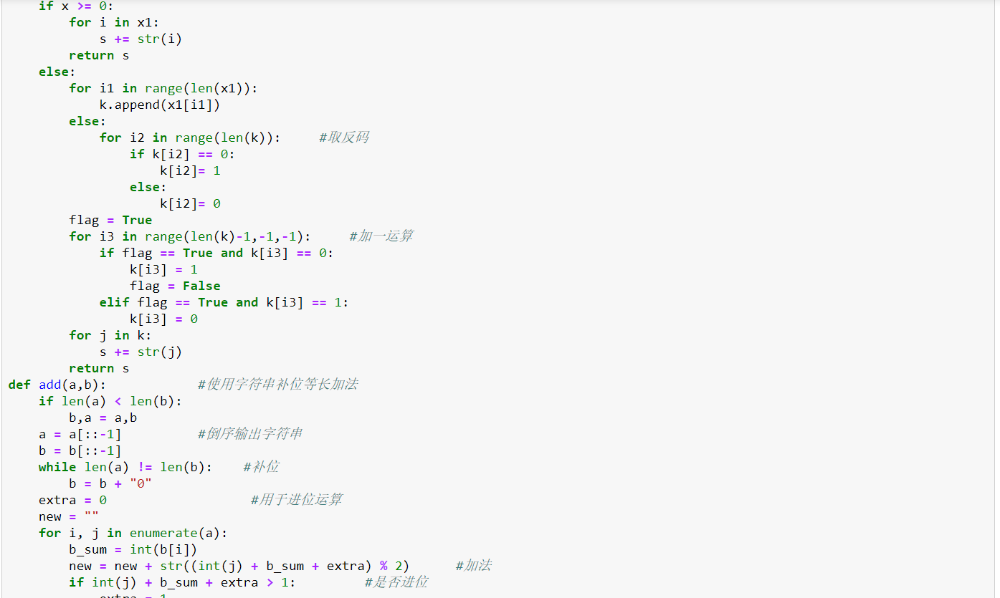 if x >= 0:
        for i in x1:
            s += str(i)
        return s
    else:
        for i1 in range(len(x1)):
            k.append(x1[i1])
        else:
            for i2 in range(len(k)):     #取反码
                if k[i2] == 0:
                    k[i2]= 1
                else:
                    k[i2]= 0
        flag = True
        for i3 in range(len(k)-1,-1,-1):     #加一运算
            if flag == True and k[i3] == 0:
                k[i3] = 1
                flag = False
            elif flag == True and k[i3] == 1:
                k[i3] = 0
        for j in k:
            s += str(j)
        return s
def add(a,b):            #使用字符串补位等长加法
    if len(a) < len(b):
        b,a = a,b
    a = a[::-1]          #倒序输出字符串
    b = b[::-1]
    while len(a) != len(b):    #补位
        b = b + "0"
    extra = 0                   #用于进位运算
    new = ""
    for i, j in enumerate(a):
        b_sum = int(b[i])
        new = new + str((int(j) + b_sum + extra) % 2)      #加法
        if int(j) + b_sum + extra > 1:         #是否进位
            extra = 1